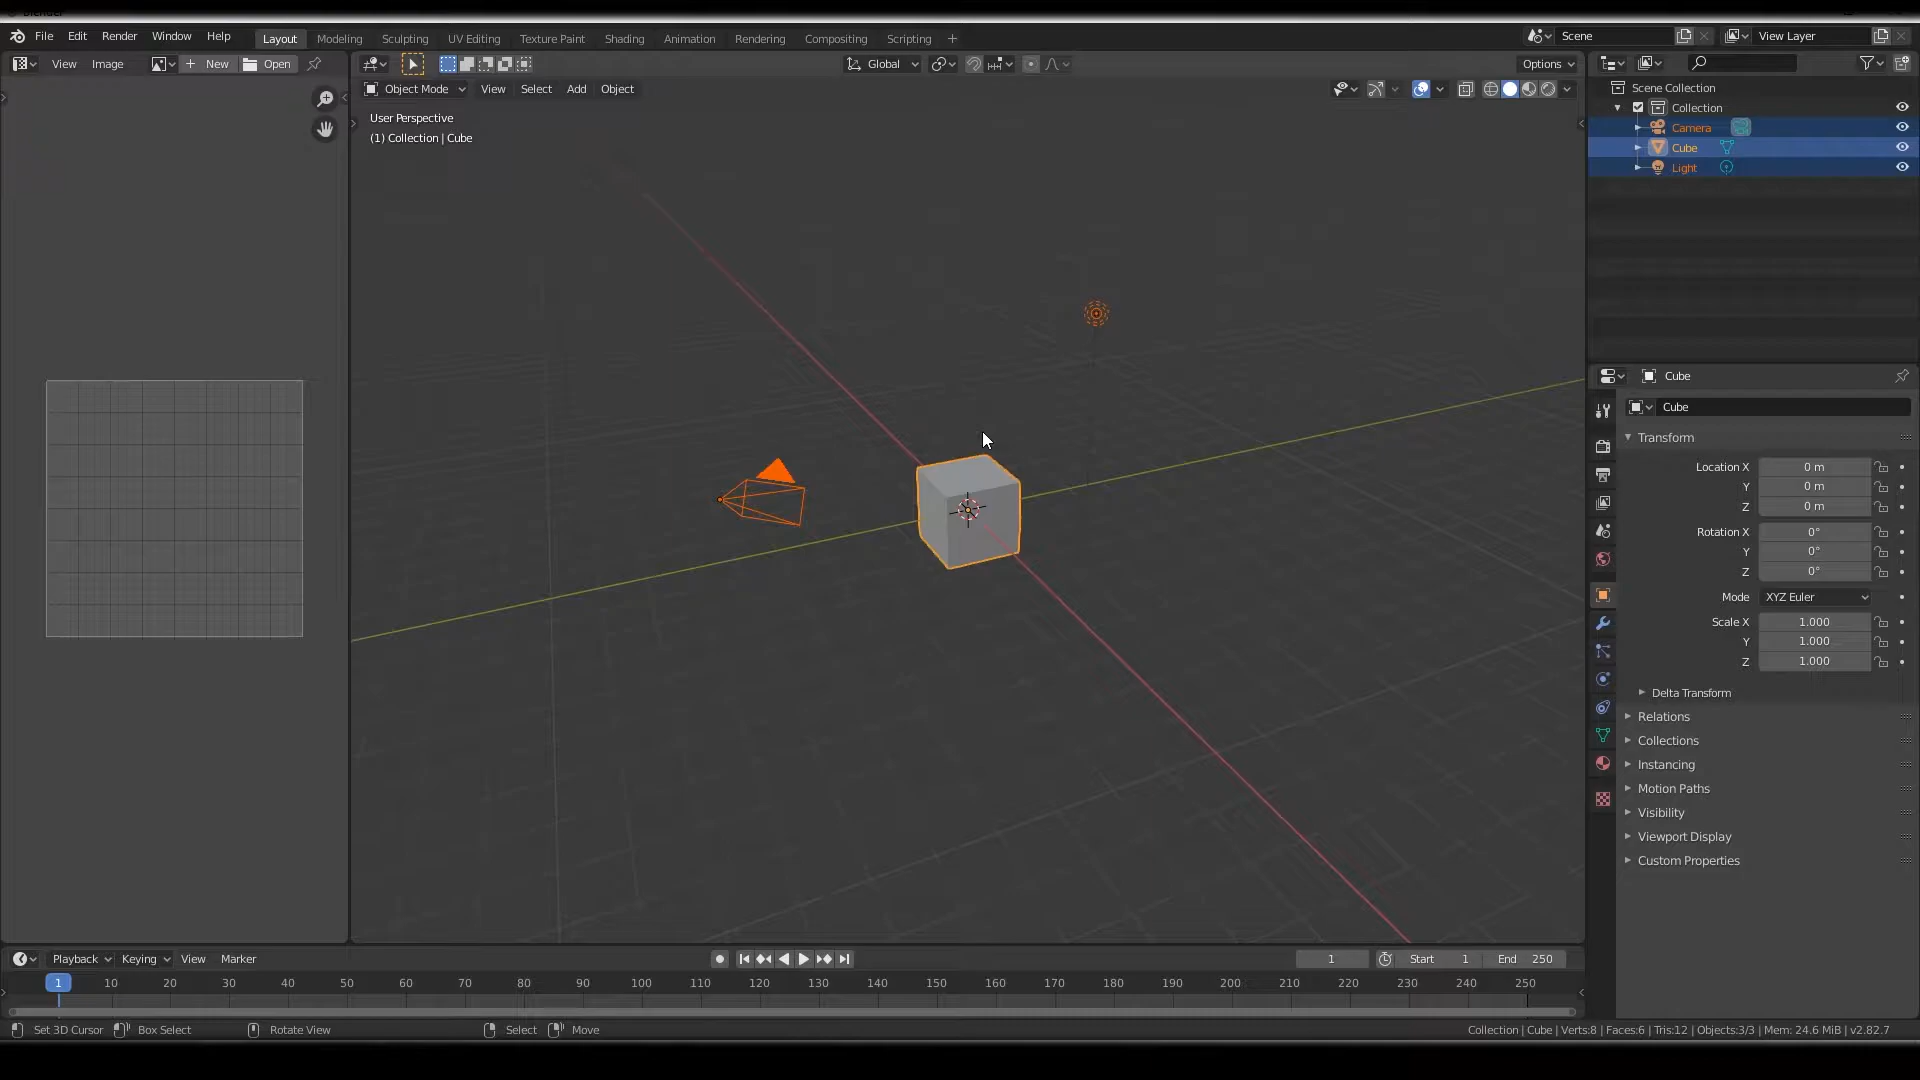 File Edit Render Window Help Layout Modeling Sculpting UV Editing Texture Paint Shading Animation Rendering Compositing Scripting + Scene View Layer
View Image + New Open Global Options
Object Mode View Select Add Object
User Perspective
(1) Collection | Cube
Scene Collection
Collection
Camera
Cube
Light
Cube
Cube
Transform
Location X 0 m
Y 0 m
Z 0 m
Rotation X 0°
Y 0°
Z 0°
Mode XYZ Euler
Scale X 1.000
Y 1.000
Z 1.000
Delta Transform
Relations
Collections
Instancing
Motion Paths
Visibility
Viewport Display
Custom Properties
Playback Keying View Marker 1 Start 1 End 250
1 10 20 30 40 50 60 70 80 90 100 110 120 130 140 150 160 170 180 190 200 210 220 230 240 250
Set 3D Cursor Box Select Rotate View Select Move Collection | Cube | Verts:8 | Faces:6 | Tris:12 | Objects:3/3 | Mem: 24.6 MiB | v2.82.7